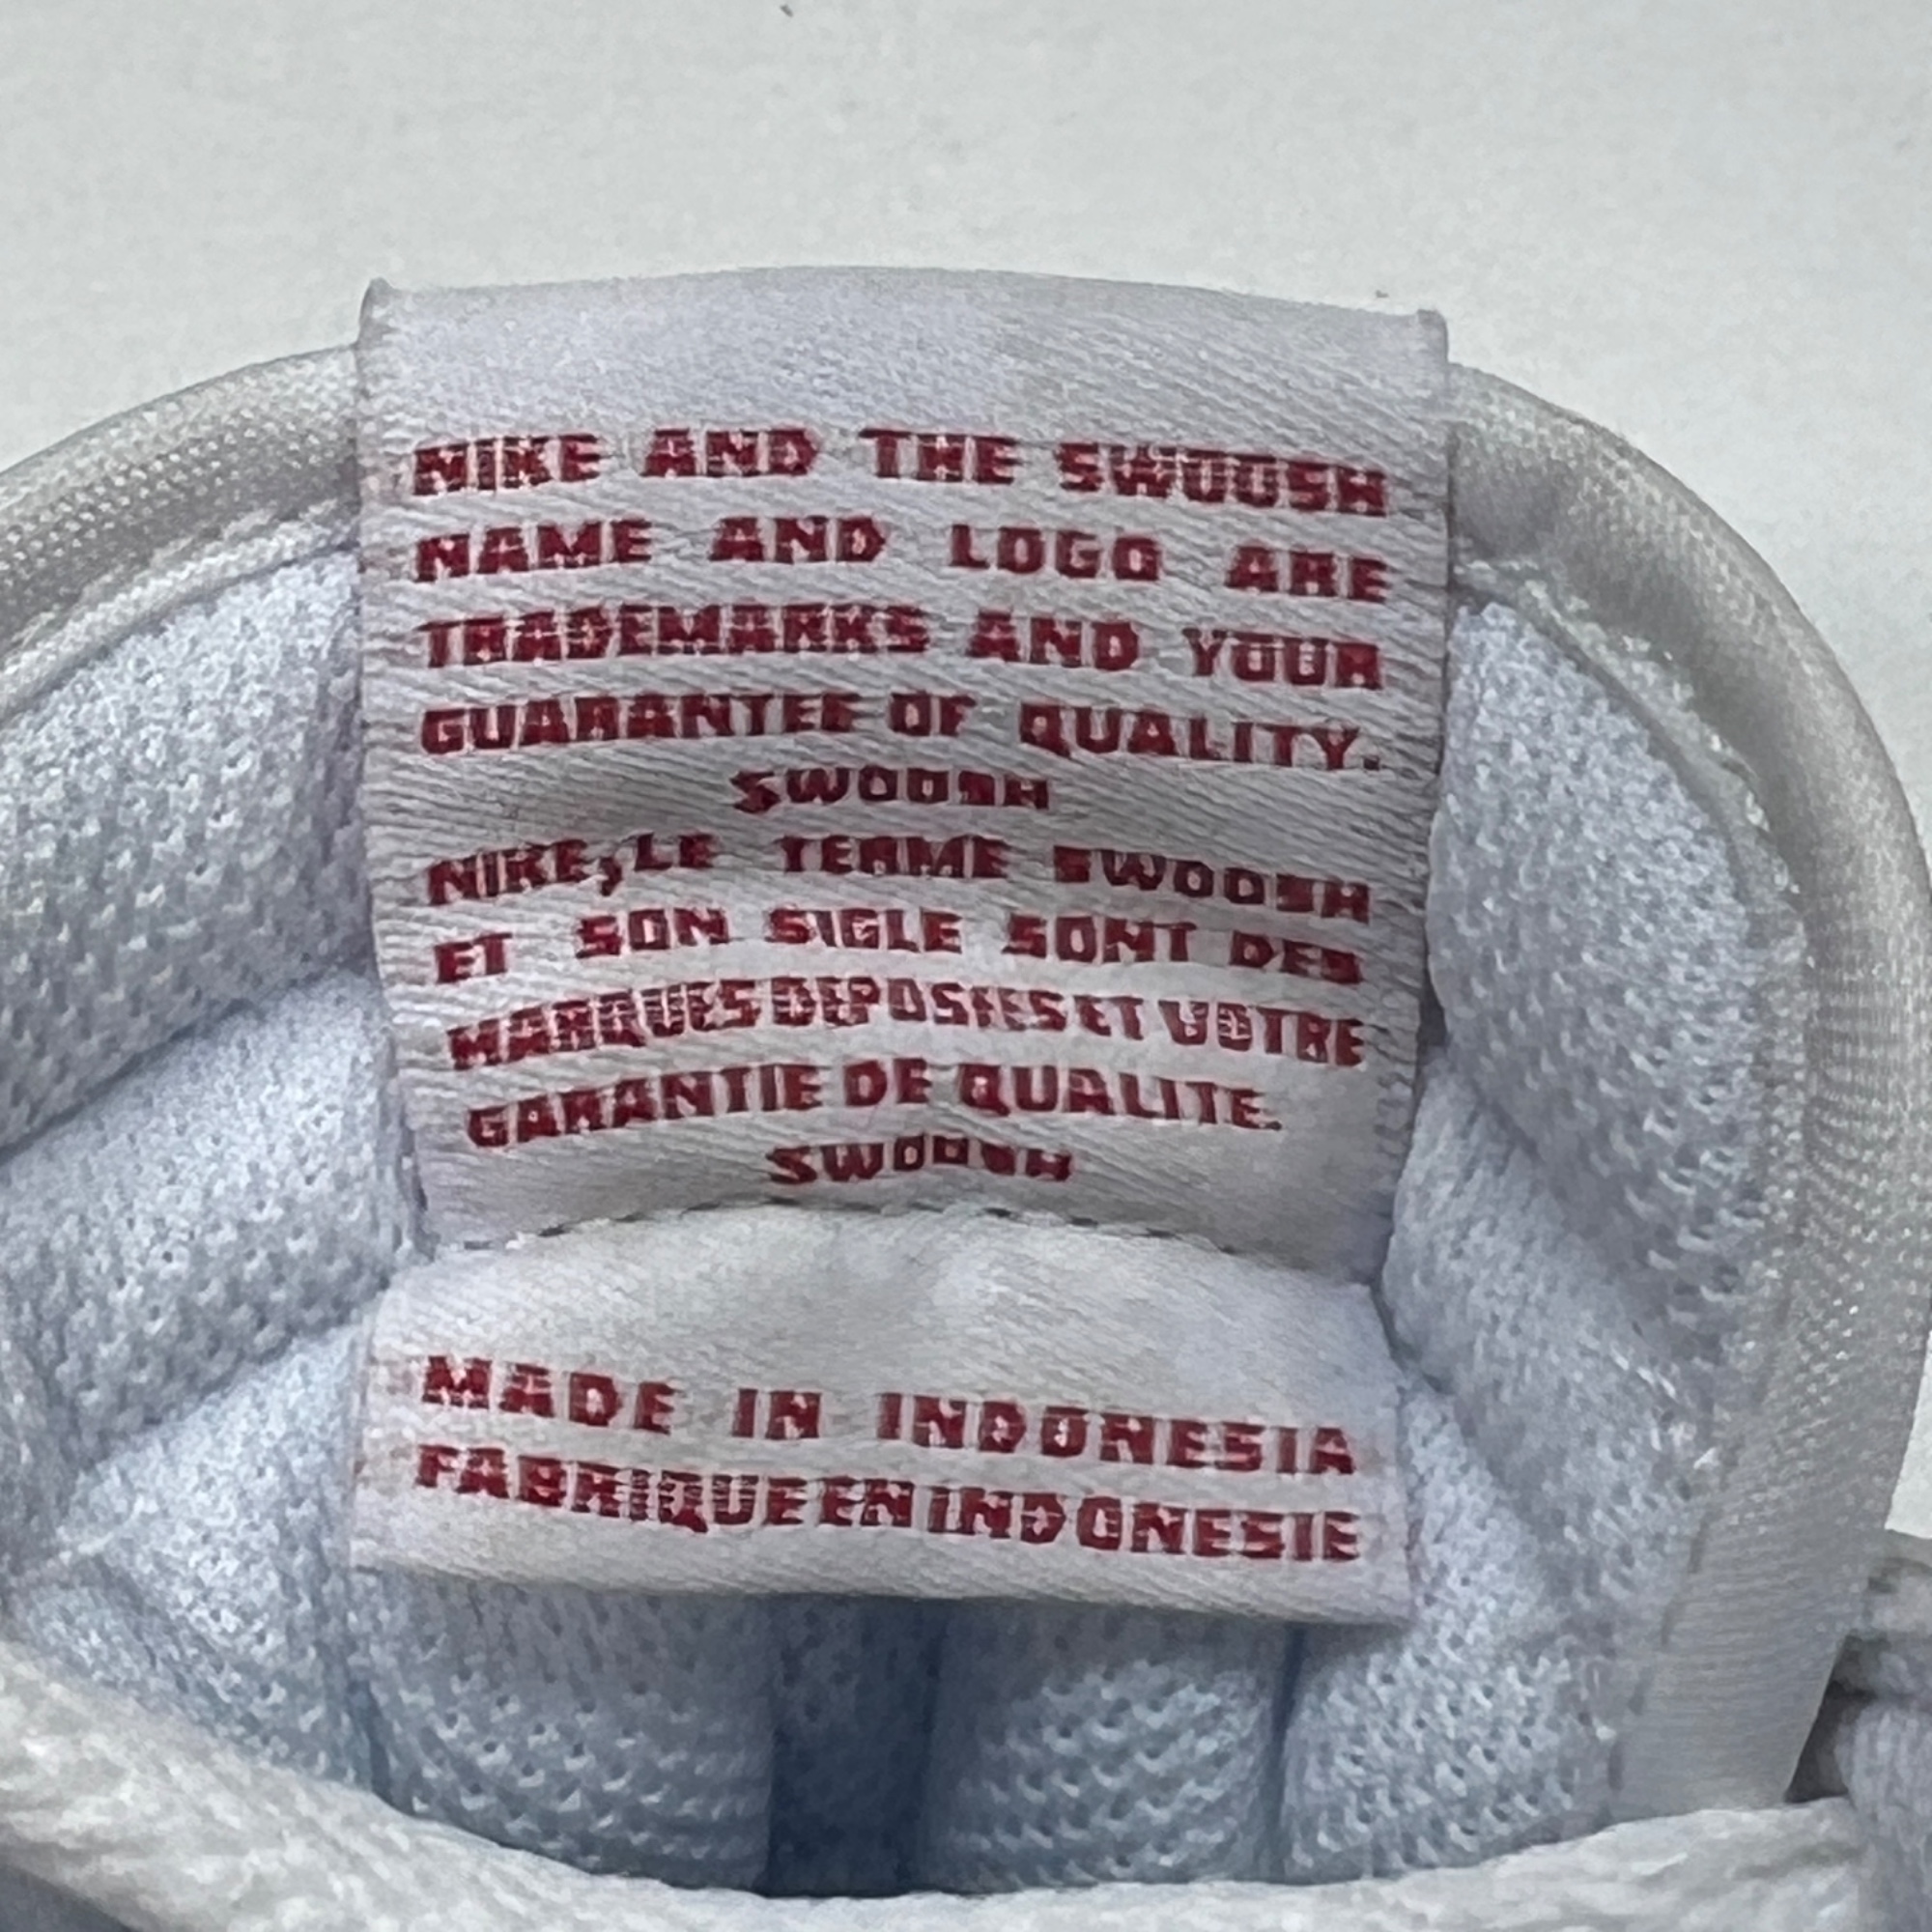 NIKE AND THE SWOOSH
NAME AND LOGO ARE
TRADEMARKS AND YOUR
GUARANTEE OF QUALITY.
SWOOSH
NIKE, LE TERME SWOOSH
ET SON SIGLE SONT DES
MARQUES DEPOSEES ET VOTRE
GARANTIE DE QUALITE.
SWOOSH
MADE IN INDONESIA
FABRIQUE EN INDONESIE